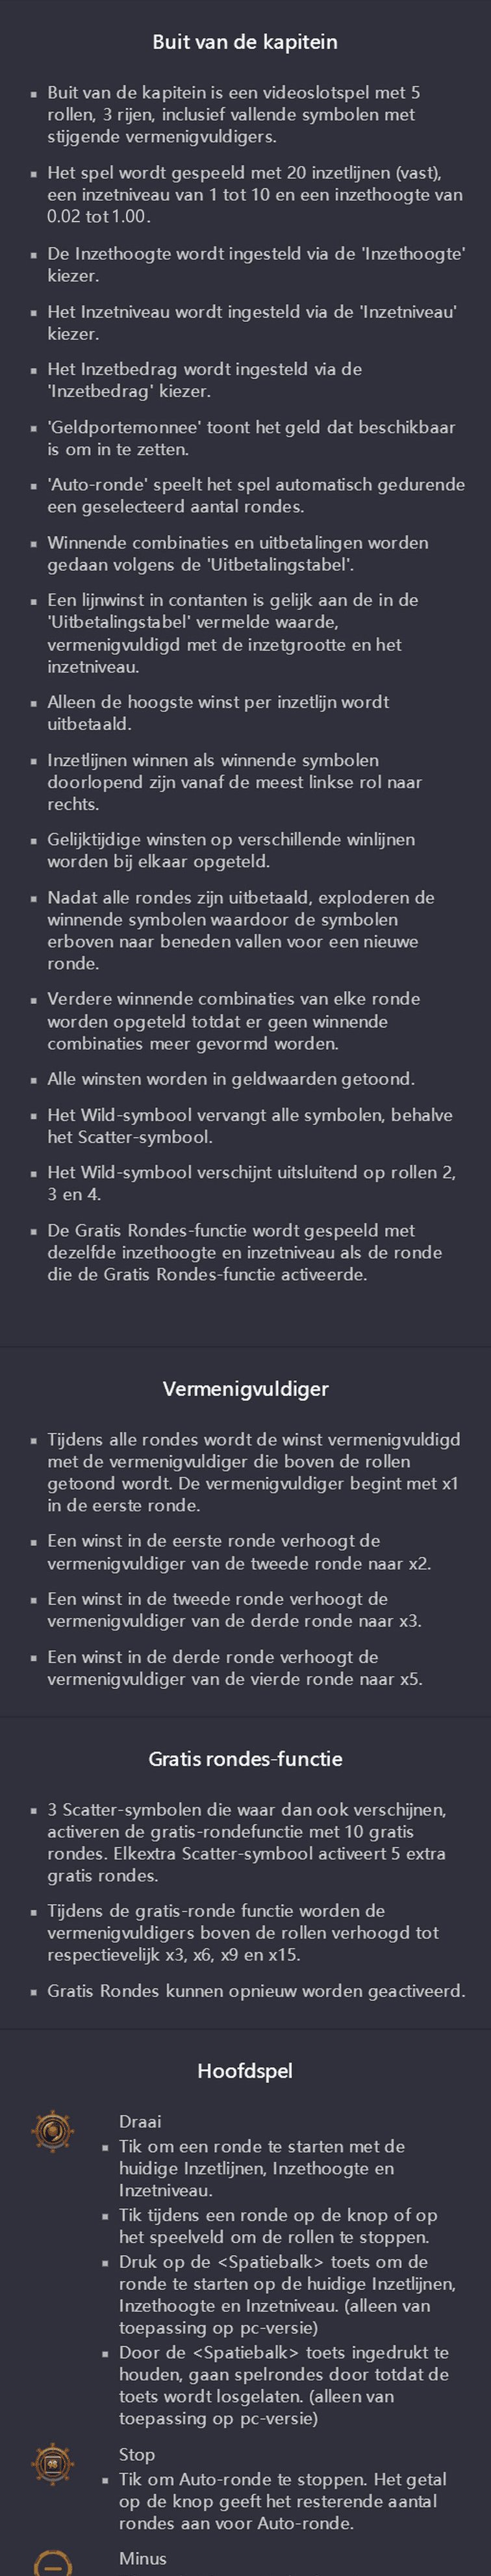 Buit van de kapitein
▪ Buit van de kapitein is een videoslotspel met 5
rollen, 3 rijen, inclusief vallende symbolen met
stijgende vermenigvuldigers.
▪ Het spel wordt gespeeld met 20 inzetlijnen (vast),
een inzetniveau van 1 tot 10 en een inzethoogte van
0.02 tot 1.00.
▪ De Inzethoogte wordt ingesteld via de 'Inzethoogte'
kiezer.
▪ Het Inzetniveau wordt ingesteld via de 'Inzetniveau'
kiezer.
▪ Het Inzetbedrag wordt ingesteld via de
'Inzetbedrag' kiezer.
▪ 'Geldportemonnee' toont het geld dat beschikbaar
is om in te zetten.
▪ 'Auto-ronde' speelt het spel automatisch gedurende
een geselecteerd aantal rondes.
▪ Winnende combinaties en uitbetalingen worden
gedaan volgens de 'Uitbetalingstabel'.
▪ Een lijnwinst in contanten is gelijk aan de in de
'Uitbetalingstabel' vermelde waarde,
vermenigvuldigd met de inzetgrootte en het
inzetniveau.
▪ Alleen de hoogste winst per inzetlijn wordt
uitbetaald.
▪ Inzetlijnen winnen als winnende symbolen
doorlopend zijn vanaf de meest linkse rol naar
rechts.
▪ Gelijktijdige winsten op verschillende winlijnen
worden bij elkaar opgeteld.
▪ Nadat alle rondes zijn uitbetaald, exploderen de
winnende symbolen waardoor de symbolen
erboven naar beneden vallen voor een nieuwe
ronde.
▪ Verdere winnende combinaties van elke ronde
worden opgeteld totdat er geen winnende
combinaties meer gevormd worden.
▪ Alle winsten worden in geldwaarden getoond.
▪ Het Wild-symbool vervangt alle symbolen, behalve
het Scatter-symbool.
▪ Het Wild-symbool verschijnt uitsluitend op rollen 2,
3 en 4.
▪ De Gratis Rondes-functie wordt gespeeld met
dezelfde inzethoogte en inzetniveau als de ronde
die de Gratis Rondes-functie activeerde.
Vermenigvuldiger
▪ Tijdens alle rondes wordt de winst vermenigvuldigd
met de vermenigvuldiger die boven de rollen
getoond wordt. De vermenigvuldiger begint met x1
in de eerste ronde.
▪ Een winst in de eerste ronde verhoogt de
vermenigvuldiger van de tweede ronde naar x2.
▪ Een winst in de tweede ronde verhoogt de
vermenigvuldiger van de derde ronde naar x3.
▪ Een winst in de derde ronde verhoogt de
vermenigvuldiger van de vierde ronde naar x5.
Gratis rondes-functie
▪ 3 Scatter-symbolen die waar dan ook verschijnen,
activeren de gratis-rondefunctie met 10 gratis
rondes. Elkextra Scatter-symbool activeert 5 extra
gratis rondes.
▪ Tijdens de gratis-ronde functie worden de
vermenigvuldigers boven de rollen verhoogd tot
respectievelijk x3, x6, x9 en x15.
▪ Gratis Rondes kunnen opnieuw worden geactiveerd.
Hoofdspel
Draai
▪ Tik om een ronde te starten met de
huidige Inzetlijnen, Inzethoogte en
Inzetniveau.
▪ Tik tijdens een ronde op de knop of op
het speelveld om de rollen te stoppen.
▪ Druk op de <Spatiebalk> toets om de
ronde te starten op de huidige Inzetlijnen,
Inzethoogte en Inzetniveau. (alleen van
toepassing op pc-versie)
▪ Door de <Spatiebalk> toets ingedrukt te
houden, gaan spelrondes door totdat de
toets wordt losgelaten. (alleen van
toepassing op pc-versie)
Stop
▪ Tik om Auto-ronde te stoppen. Het getal
op de knop geeft het resterende aantal
rondes aan voor Auto-ronde.
Minus